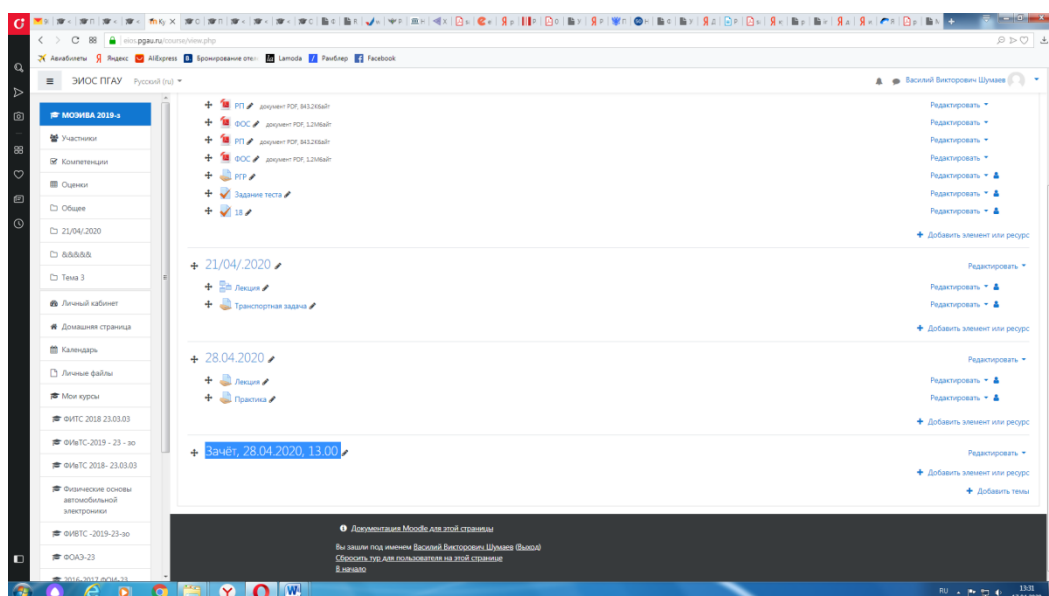 eios.pgau.ru/course/view.php
Авиабилеты Яндекс AliExpress Бронирование отел Lamoda Рамблер Facebook
ЭИОС ПГАУ Русский (ru)
Василий Викторович Шумаев
МОЭИВА 2019-з
Участники
Компетенции
Оценки
Общее
21/04/.2020
&&&&&
Тема 3
Личный кабинет
Домашняя страница
Календарь
Личные файлы
Мои курсы
ФИТС 2018 23.03.03
ФИвТС-2019 - 23 - зо
ФИвТС 2018- 23.03.03
Физические основы
автомобильной
электроники
ФИВТС -2019-23-зо
ФОАЭ-23
РП документ PDF, 843.2Кбайт Редактировать
ФОС документ PDF, 1.2Мбайт Редактировать
РП документ PDF, 843.2Кбайт Редактировать
ФОС документ PDF, 1.2Мбайт Редактировать
РГР Редактировать
Задание теста Редактировать
18 Редактировать
Добавить элемент или ресурс
21/04/.2020 Редактировать
Лекция Редактировать
Транспортная задача Редактировать
Добавить элемент или ресурс
28.04.2020 Редактировать
Лекция Редактировать
Практика Редактировать
Добавить элемент или ресурс
Зачёт, 28.04.2020, 13.00 Редактировать
Добавить элемент или ресурс
Добавить темы
Документация Moodle для этой страницы
Вы зашли под именем Василий Викторович Шумаев (Выход)
Сбросить тур для пользователя на этой странице
В начало
RU 13:31